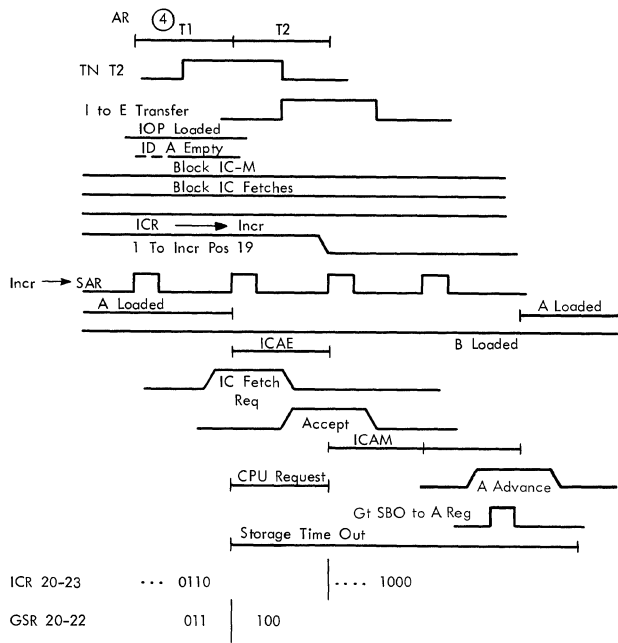 AR ④
T1 T2
TN T2
I to E Transfer
IOP Loaded
ID A Empty
Block IC-M
Block IC Fetches
ICR → Incr
1 To Incr Pos 19
Incr → SAR
A Loaded
A Loaded
B Loaded
ICAE
IC Fetch
Req
Accept
ICAM
CPU Request
A Advance
Gt SBO to A Reg
Storage Time Out
ICR 20-23 ... 0110 .... 1000
GSR 20-22 011 100